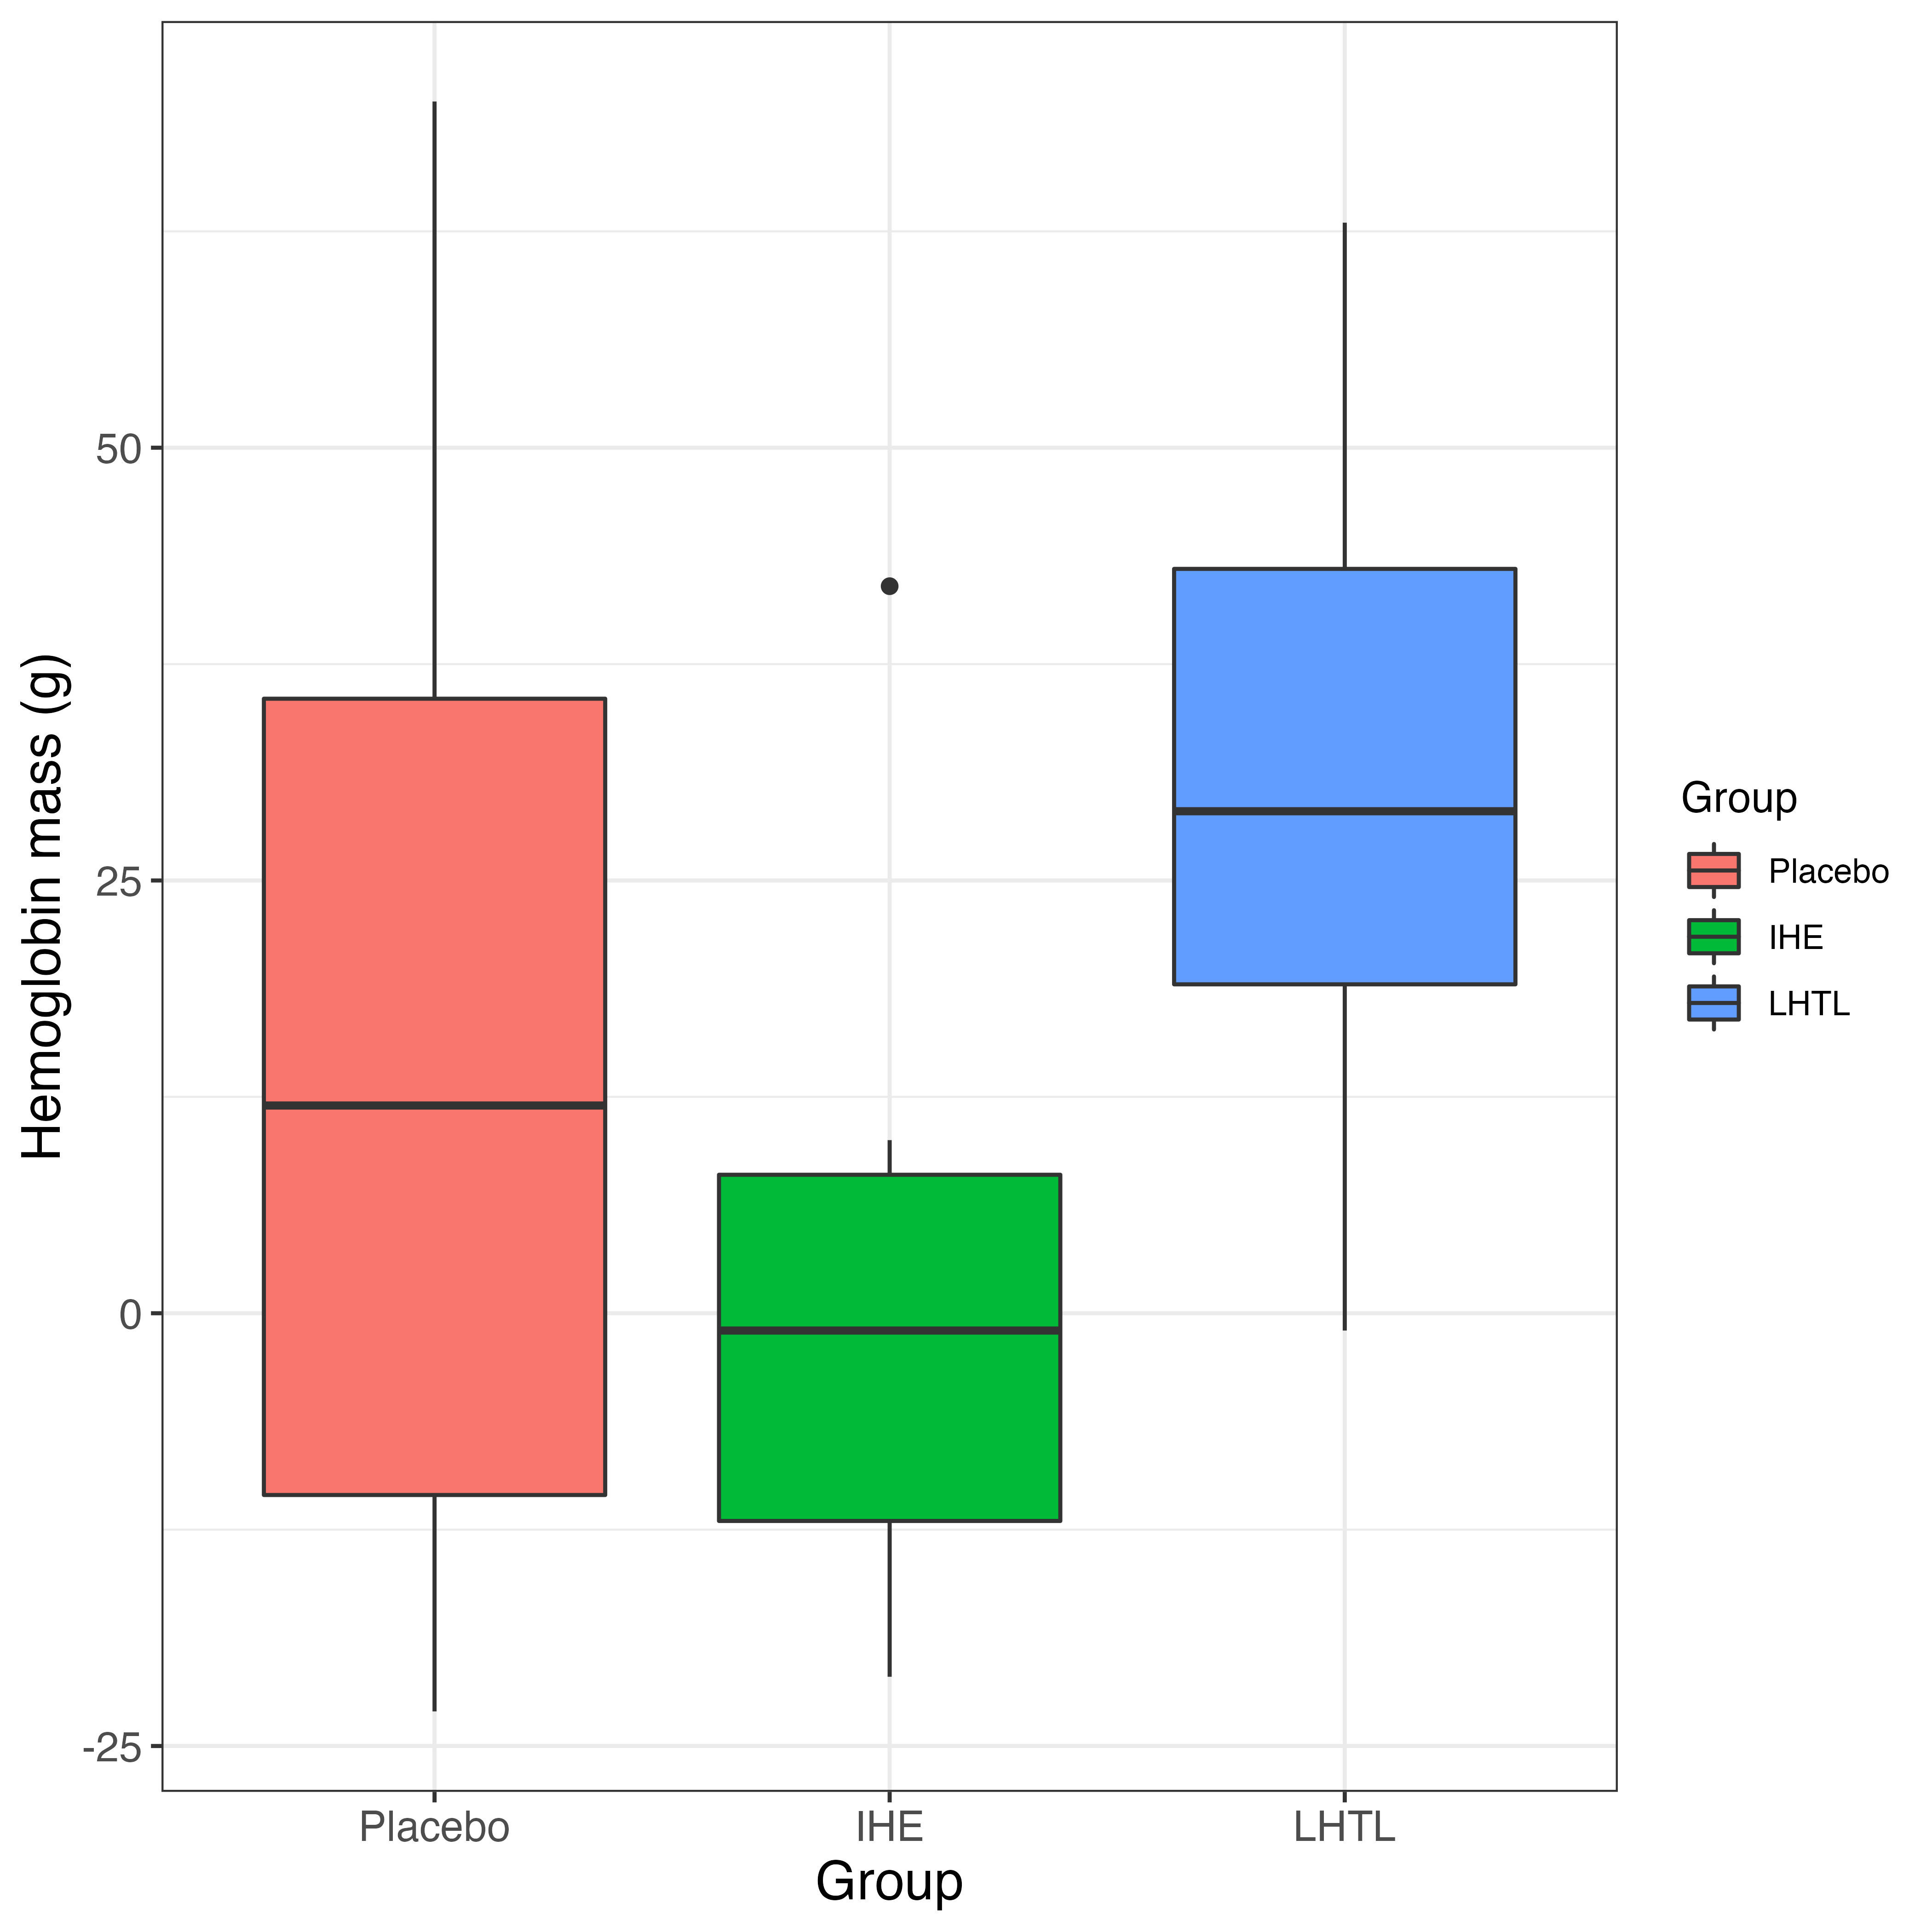 Hemoglobin mass (g)
50
25
0
-25
Placebo
IHE
LHTL
Group
Group
Placebo
IHE
LHTL